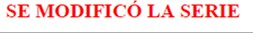 SE MODIFICÓ LA SERIE